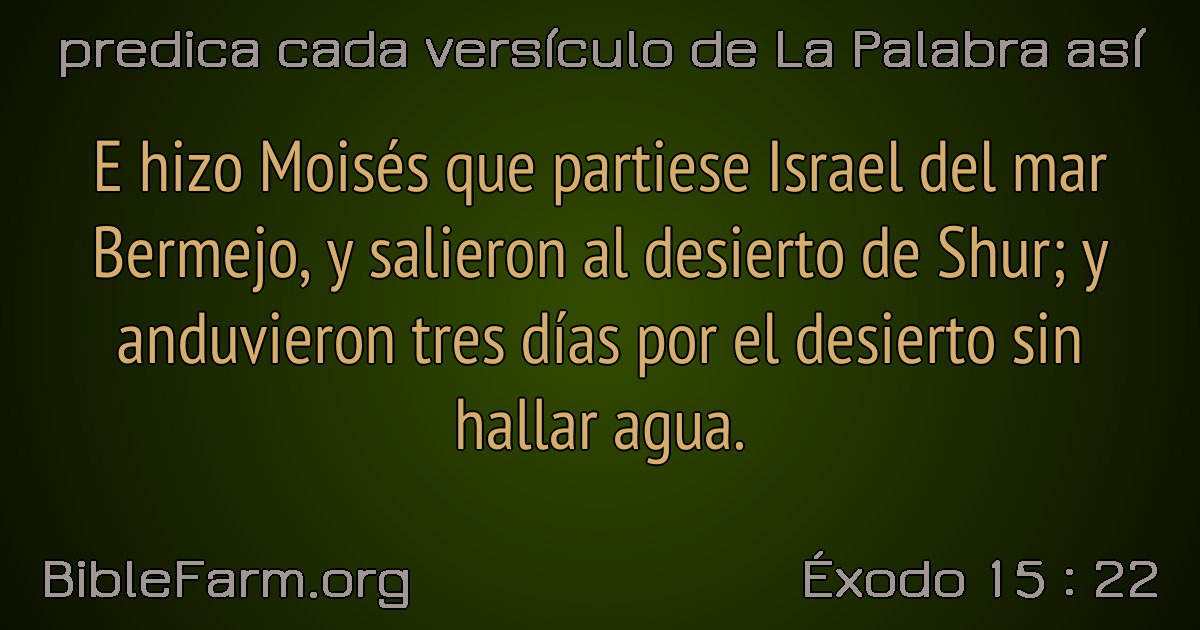 predica cada versículo de La Palabra así
E hizo Moisés que partiese Israel del mar
Bermejo, y salieron al desierto de Shur; y
anduvieron tres días por el desierto sin
hallar agua.
BibleFarm.org
Éxodo 15 : 22